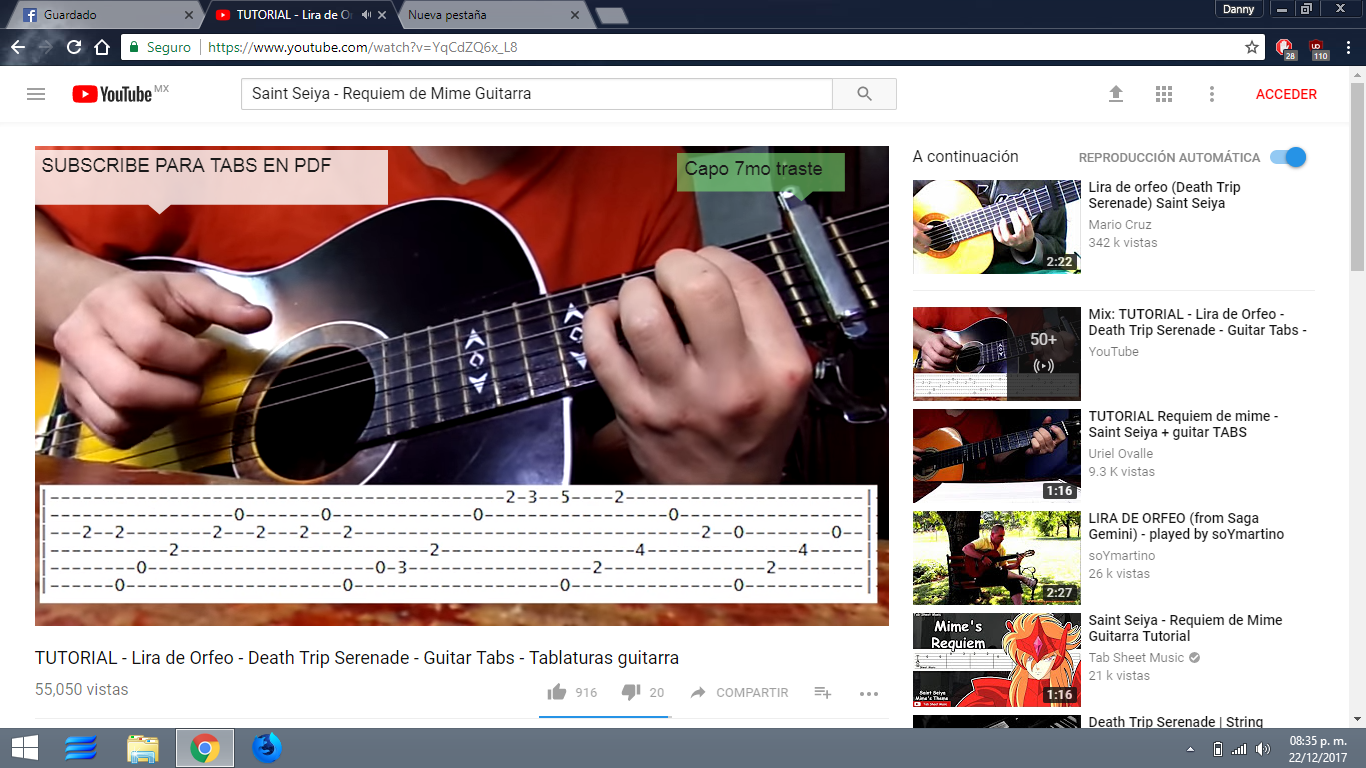 Guardado
TUTORIAL - Lira de Or
Nueva pestaña
Danny
Seguro
https://www.youtube.com/watch?v=YqCdZQ6x_L8
28
110
YouTube MX
Saint Seiya - Requiem de Mime Guitarra
ACCEDER
SUBSCRIBE PARA TABS EN PDF
Capo 7mo traste
|------------------------------------------2-3--5----2----------------------|
|-----------------0-------0-------------0-----------------0-----------------|
|---2--2--------2---2---2---2--------------------------------2--0--------0--|
|-----------2-----------------------2------------------4--------------4-----|
|--------0---------------------0-3-----------------2---------------2--------|
|------0--------------------0-------------------0---------------0-----------|
TUTORIAL - Lira de Orfeo - Death Trip Serenade - Guitar Tabs - Tablaturas guitarra
55,050 vistas
916
20
COMPARTIR
A continuación
REPRODUCCIÓN AUTOMÁTICA
Lira de orfeo (Death Trip
Serenade) Saint Seiya
Mario Cruz
342 k vistas
2:22
Mix: TUTORIAL - Lira de Orfeo -
Death Trip Serenade - Guitar Tabs -
YouTube
50+
TUTORIAL Requiem de mime -
Saint Seiya + guitar TABS
Uriel Ovalle
9.3 K vistas
1:16
LIRA DE ORFEO (from Saga
Gemini) - played by soYmartino
soYmartino
26 k vistas
2:27
Saint Seiya - Requiem de Mime
Guitarra Tutorial
Tab Sheet Music
21 k vistas
Tab Sheet Music
Mime's
Requiem
Saint Seiya
Mime's Theme
Tab Sheet Music
1:16
Death Trip Serenade | String
08:35 p. m.
22/12/2017